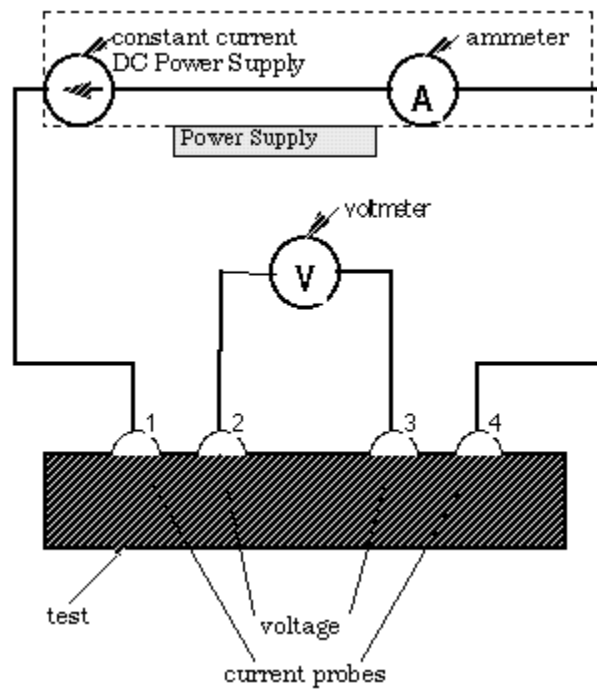 constant current
DC Power Supply
ammeter
A
Power Supply
voltmeter
V
1
2
3
4
test
voltage
current probes